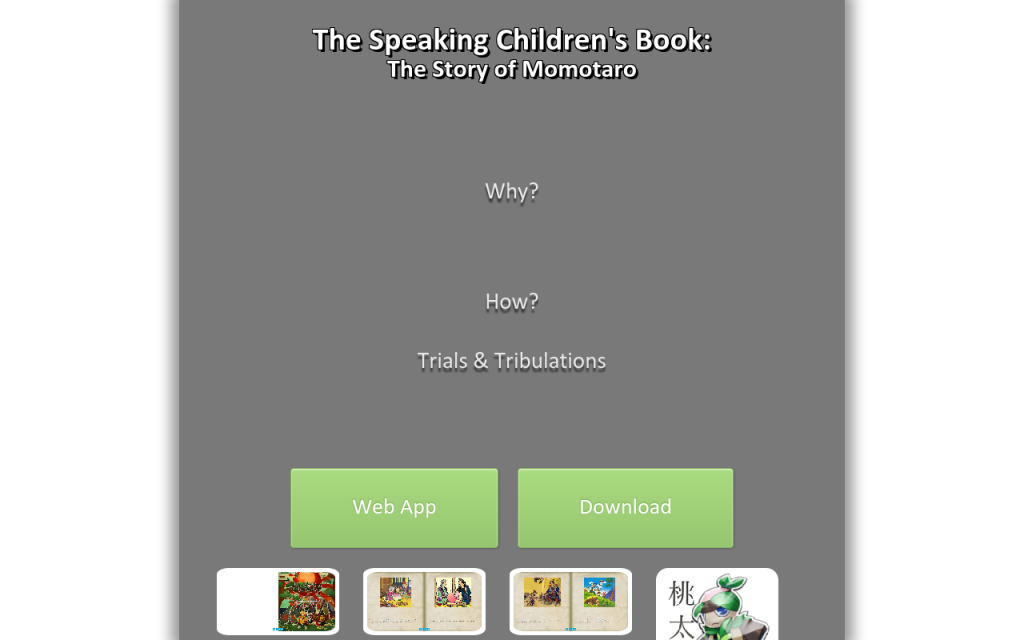 The Speaking Children's Book:
The Story of Momotaro
Why?
How?
Trials & Tribulations
Web App
Download
桃
太